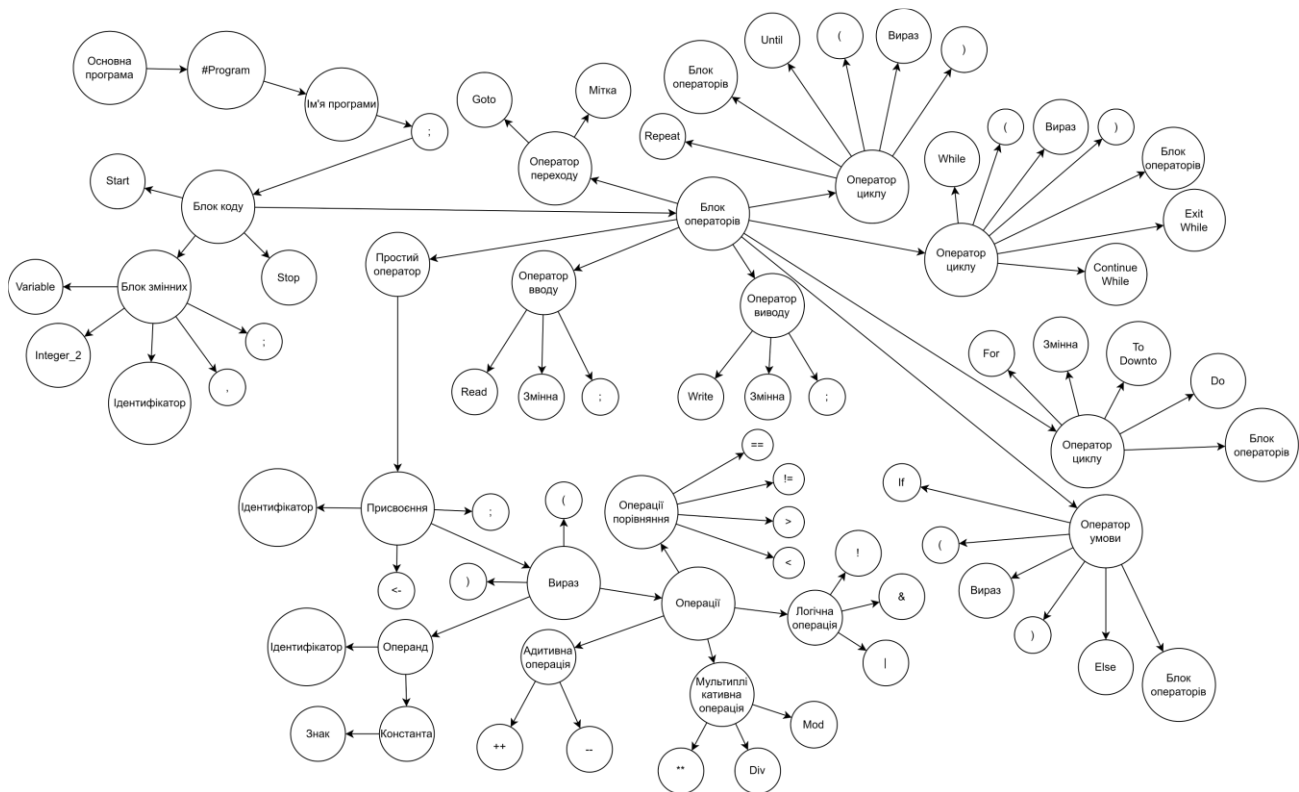 Основна
програма
#Program
Ім'я програми
;
Start
Блок коду
Stop
Variable
Блок змінних
Integer_2
Ідентифікатор
,
;
Goto
Мітка
Оператор
переходу
Блок
операторів
Repeat
Блок
операторів
Until
(
Вираз
)
Оператор
циклу
While
(
Вираз
)
Блок
операторів
Exit
While
Continue
While
Оператор
циклу
Простий
оператор
Оператор
вводу
Read
Змінна
;
Оператор
виводу
Write
Змінна
;
For
Змінна
To
Downto
Do
Блок
операторів
Оператор
циклу
Оператор
умови
If
(
Вираз
)
Else
Блок
операторів
Ідентифікатор
Присвоєння
;
<-
(
)
Вираз
Операції
порівняння
==
!=
>
<
Операції
Логічна
операція
!
&
|
Ідентифікатор
Операнд
Знак
Константа
Адитивна
операція
++
--
Мультиплі
кативна
операція
**
Div
Mod